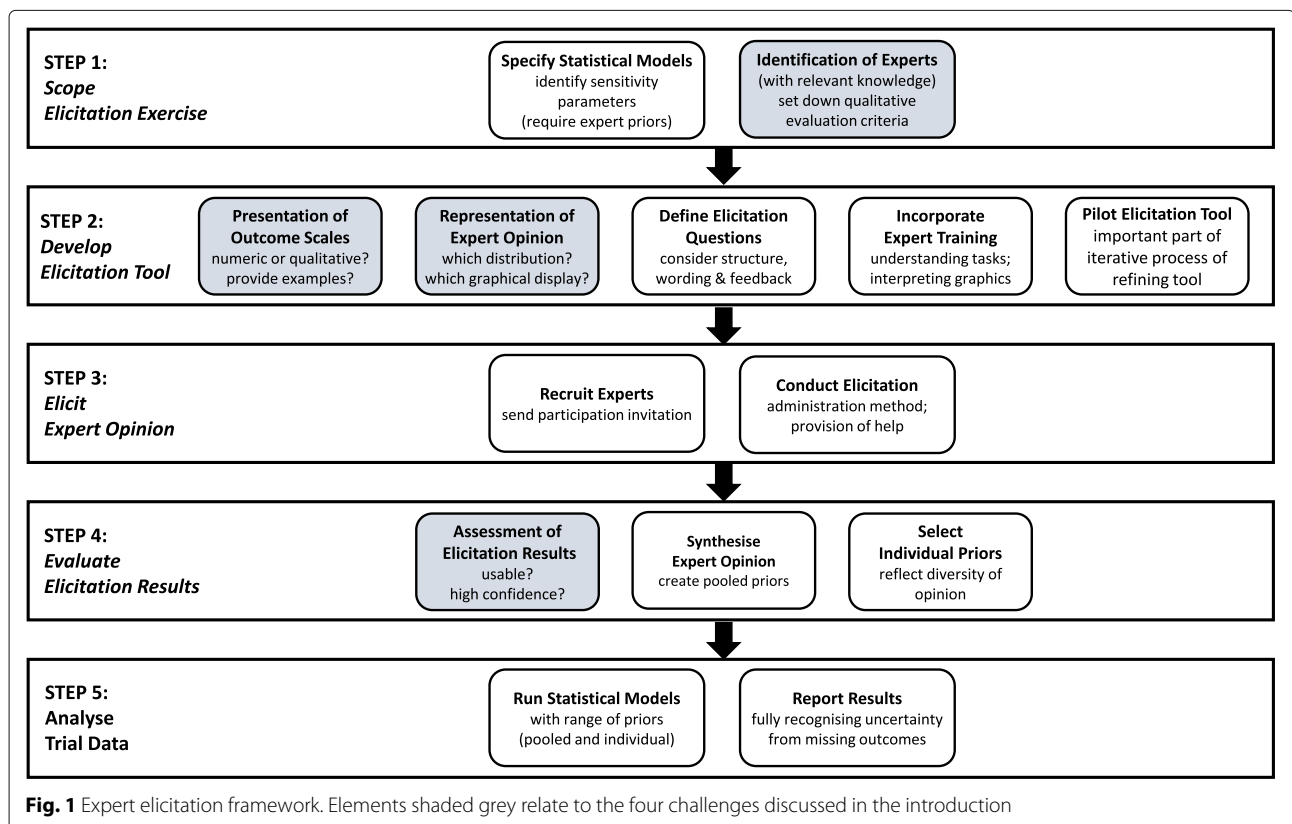 STEP 1:
Scope
Elicitation Exercise
Specify Statistical Models
identify sensitivity
parameters
(require expert priors)
Identification of Experts
(with relevant knowledge)
set down qualitative
evaluation criteria
STEP 2:
Develop
Elicitation Tool
Presentation of
Outcome Scales
numeric or qualitative?
provide examples?
Representation of
Expert Opinion
which distribution?
which graphical display?
Define Elicitation
Questions
consider structure,
wording & feedback
Incorporate
Expert Training
understanding tasks;
interpreting graphics
Pilot Elicitation Tool
important part of
iterative process of
refining tool
STEP 3:
Elicit
Expert Opinion
Recruit Experts
send participation invitation
Conduct Elicitation
administration method;
provision of help
STEP 4:
Evaluate
Elicitation Results
Assessment of
Elicitation Results
usable?
high confidence?
Synthesise
Expert Opinion
create pooled priors
Select
Individual Priors
reflect diversity of
opinion
STEP 5:
Analyse
Trial Data
Run Statistical Models
with range of priors
(pooled and individual)
Report Results
fully recognising uncertainty
from missing outcomes
Fig. 1 Expert elicitation framework. Elements shaded grey relate to the four challenges discussed in the introduction